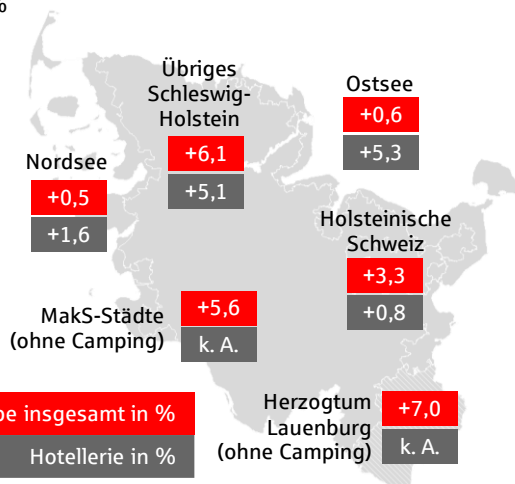 Übriges
Schleswig-
Holstein
+6,1
+5,1
Ostsee
+0,6
+5,3
Nordsee
+0,5
+1,6
Holsteinische
Schweiz
+3,3
+0,8
MakS-Städte
(ohne Camping)
+5,6
k. A.
Herzogtum
Lauenburg
(ohne Camping)
+7,0
k. A.
insgesamt in %
Hotellerie in %